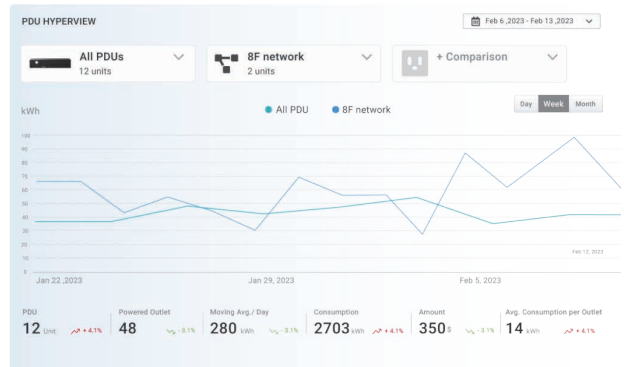 PDU HYPERVIEW
Feb 6 ,2023 - Feb 13 ,2023
All PDUs
12 units
8F network
2 units
+ Comparison
kWh
All PDU
8F network
Day
Week
Month
100
90
80
70
60
50
40
30
20
10
0
Feb 12, 2023
Jan 22 ,2023
Jan 29, 2023
Feb 5, 2023
PDU
12 Unit
+ 4.1%
Powered Outlet
48
- 3.1%
Moving Avg./ Day
280 kWh
- 3.1%
Consumption
2703 kWh
+ 4.1%
Amount
350 $
- 3.1%
Avg. Consumption per Outlet
14 kWh
+ 4.1%